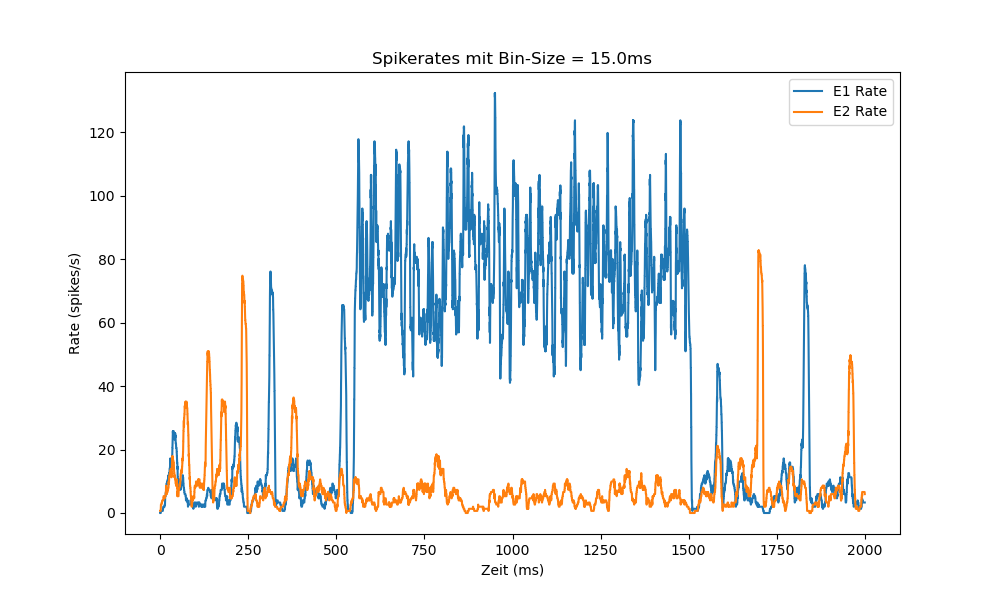 Spikerates mit Bin-Size = 15.0ms
E1 Rate
E2 Rate
Rate (spikes/s)
120
100
80
60
40
20
0
0 250 500 750 1000 1250 1500 1750 2000
Zeit (ms)